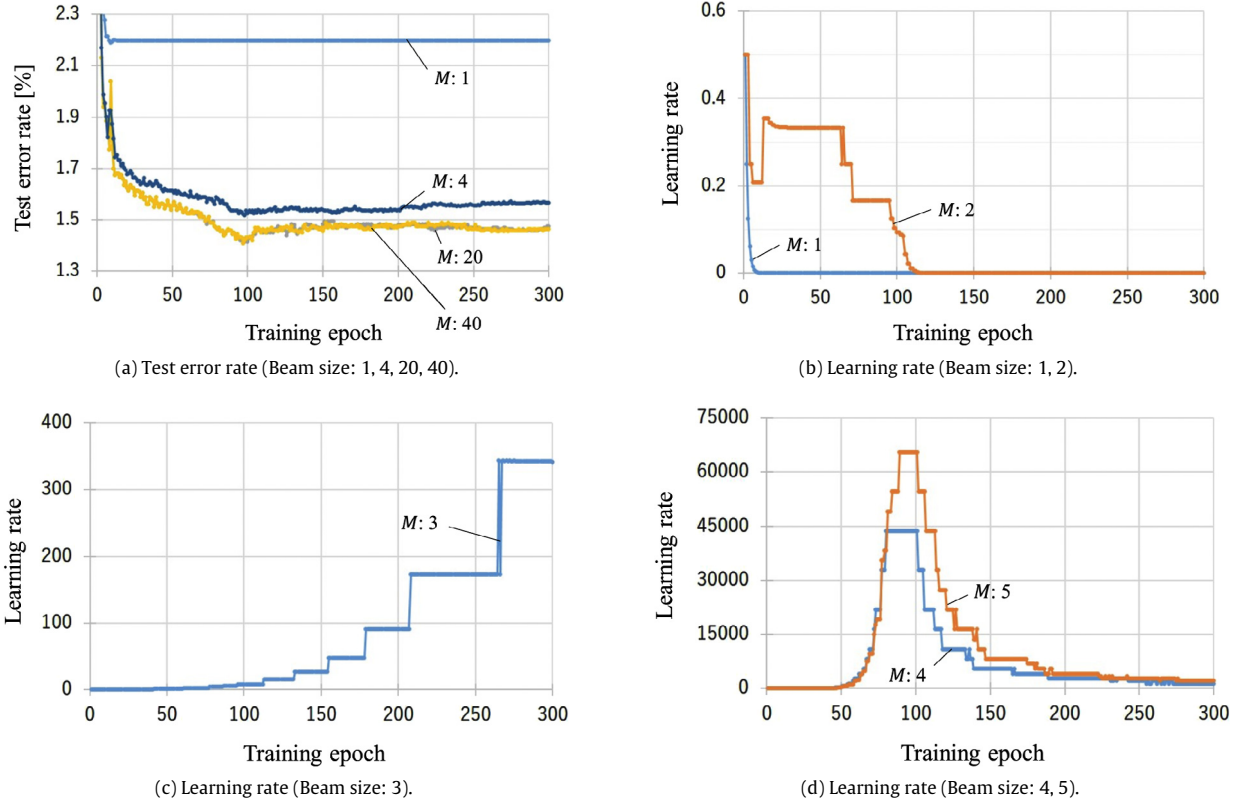 2.3
2.1
1.9
1.7
1.5
1.3
Test error rate [%]
M: 1
M: 4
M: 20
M: 40
0 50 100 150 200 250 300
Training epoch
(a) Test error rate (Beam size: 1, 4, 20, 40).
0.6
0.4
0.2
0
Learning rate
M: 2
M: 1
0 50 100 150 200 250 300
Training epoch
(b) Learning rate (Beam size: 1, 2).
400
300
200
100
0
Learning rate
M: 3
0 50 100 150 200 250 300
Training epoch
(c) Learning rate (Beam size: 3).
75000
60000
45000
30000
15000
0
Learning rate
M: 5
M: 4
0 50 100 150 200 250 300
Training epoch
(d) Learning rate (Beam size: 4, 5).